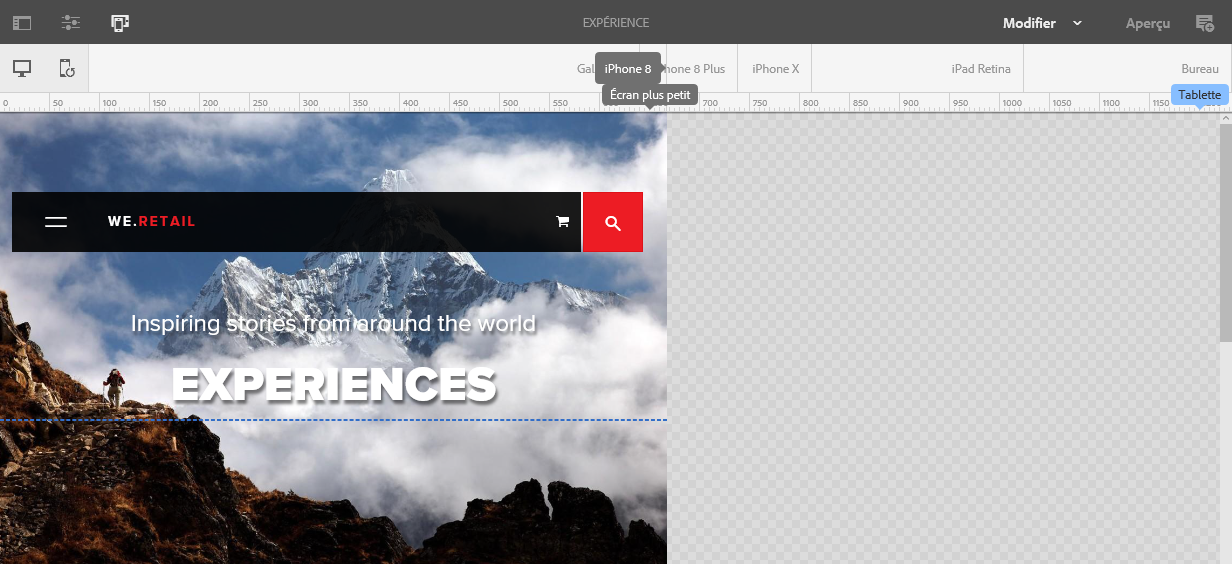 EXPÉRIENCE
Modifier
Aperçu
Gal
iPhone 8
hone 8 Plus
iPhone X
iPad Retina
Bureau
Écran plus petit
Tablette
0 50 100 150 200 250 300 350 400 450 500 550 700 750 800 850 900 950 1000 1050 1100 1150
WE.RETAIL
Inspiring stories from around the world
EXPERIENCES